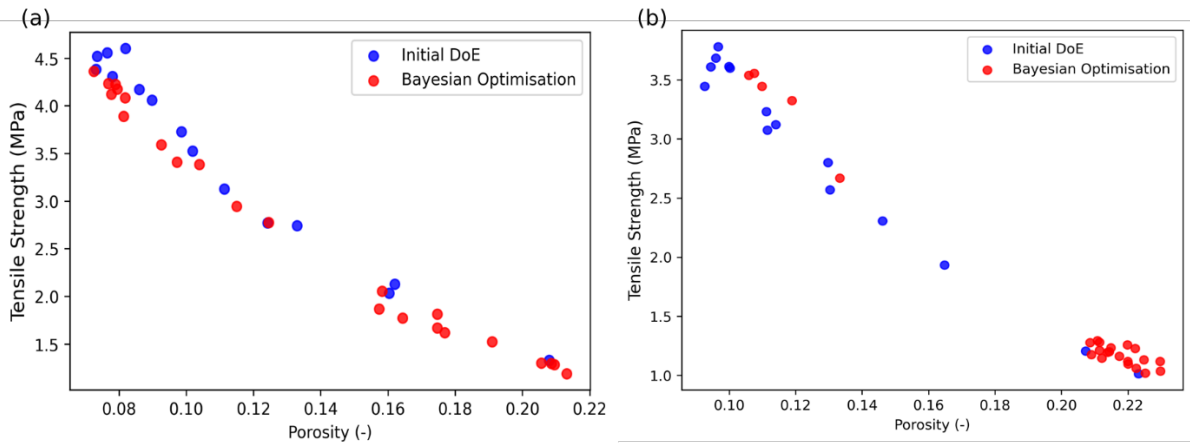 (a)
Initial DoE
Bayesian Optimisation
4.5
4.0
3.5
3.0
2.5
2.0
1.5
Tensile Strength (MPa)
0.08 0.10 0.12 0.14 0.16 0.18 0.20 0.22
Porosity (-)
(b)
Initial DoE
Bayesian Optimisation
3.5
3.0
2.5
2.0
1.5
1.0
Tensile Strength (MPa)
0.10 0.12 0.14 0.16 0.18 0.20 0.22
Porosity (-)